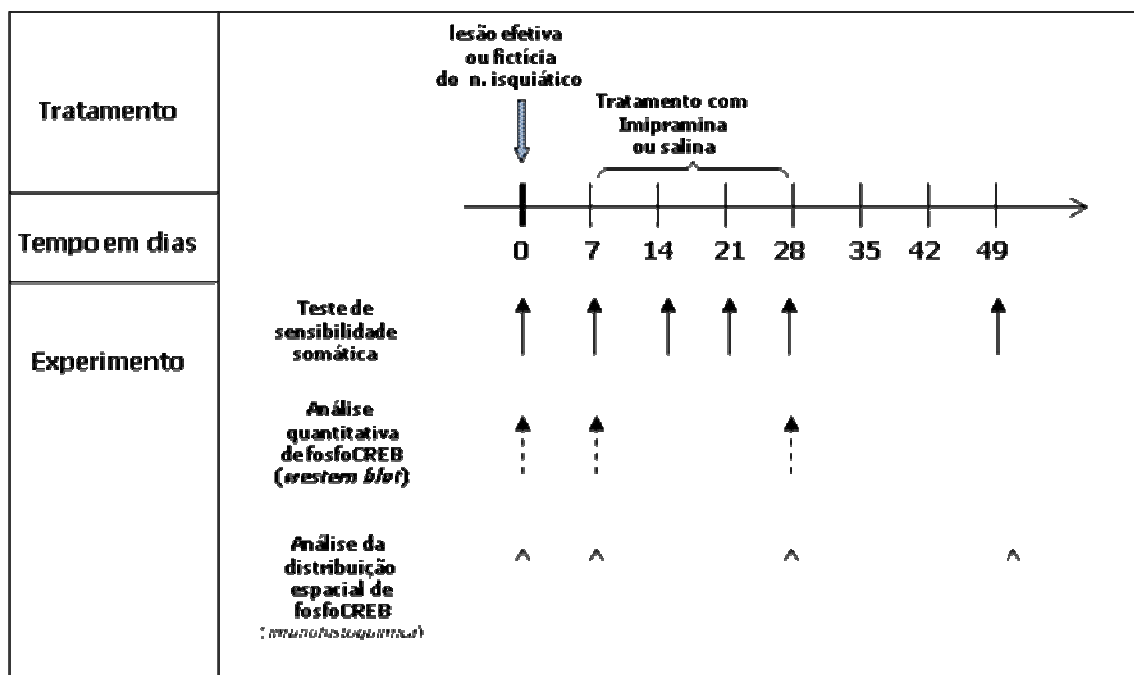 lesão efetiva
ou fictícia
do n. isquiático
Tratamento
Tratamento com
Imipramina
ou salina
Tempo em dias
0 7 14 21 28 35 42 49
Experimento
Teste de
sensibilidade
somática
Análise
quantitativa
de fosfoCREB
(western blot)
Análise da
distribuição
espacial de
fosfoCREB
(imunohistoquímica)